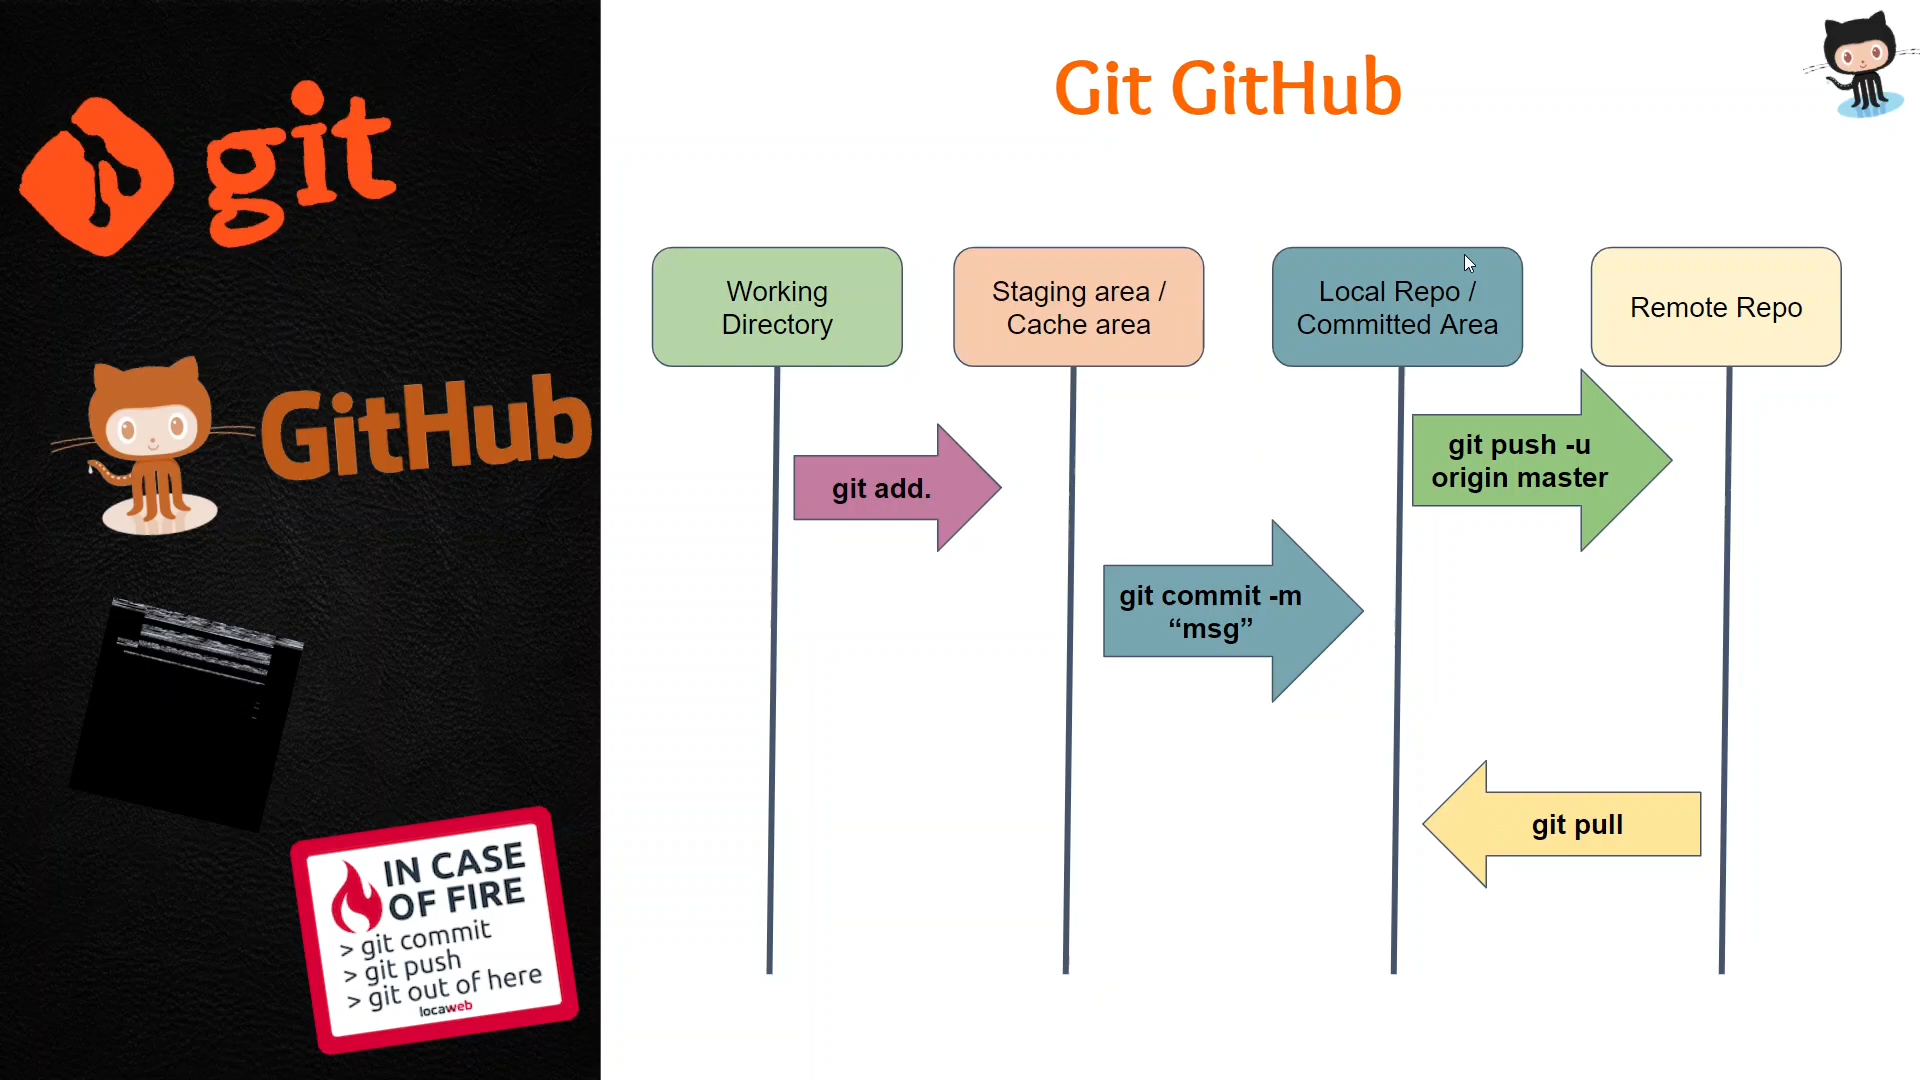 git
GitHub
IN CASE
OF FIRE
> git commit
> git push
> git out of here
locaweb
Git GitHub
Working
Directory
Staging area /
Cache area
Local Repo /
Committed Area
Remote Repo
git add.
git push -u
origin master
git commit -m
“msg”
git pull